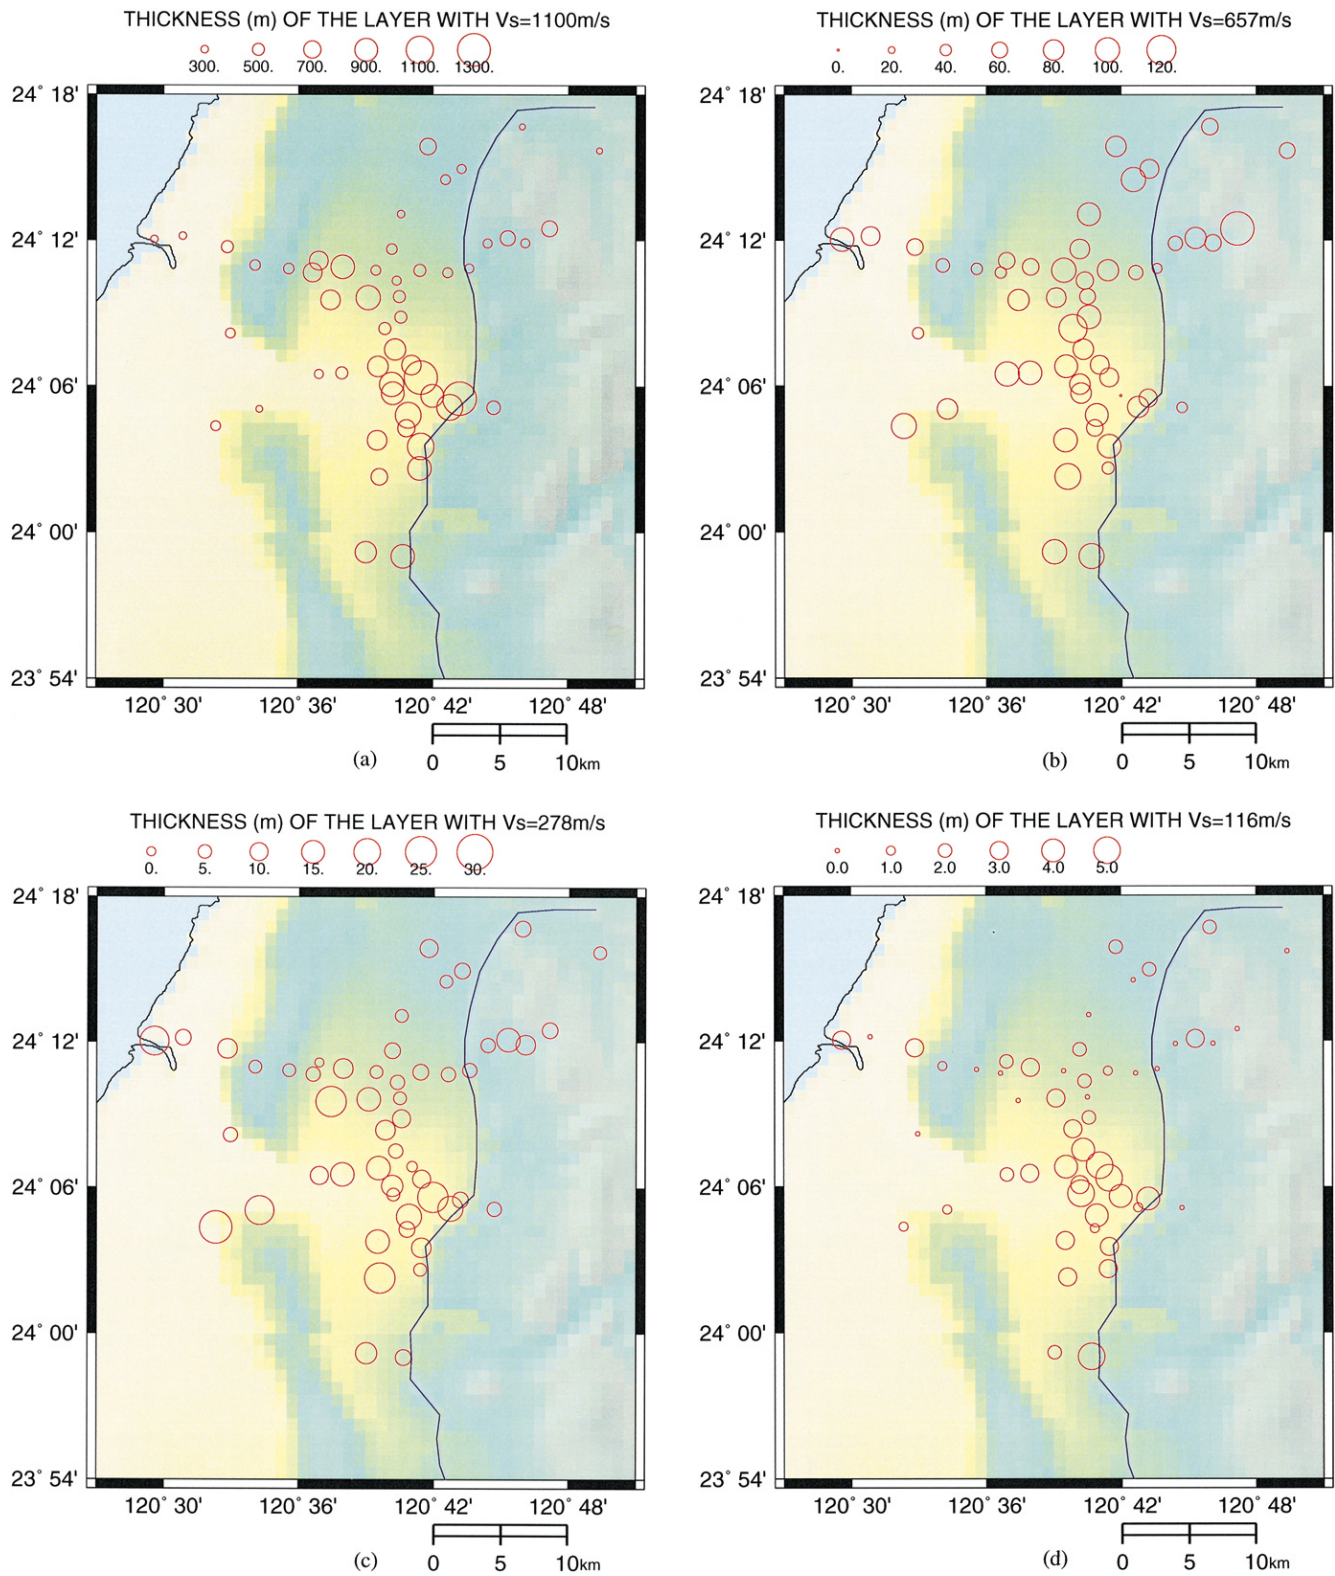 THICKNESS (m) OF THE LAYER WITH Vs=1100m/s
300. 500. 700. 900. 1100. 1300.
24° 18'
24° 12'
24° 06'
24° 00'
23° 54'
120° 30' 120° 36' 120° 42' 120° 48'
(a)
0 5 10km
THICKNESS (m) OF THE LAYER WITH Vs=657m/s
0. 20. 40. 60. 80. 100. 120.
24° 18'
24° 12'
24° 06'
24° 00'
23° 54'
120° 30' 120° 36' 120° 42' 120° 48'
(b)
0 5 10km
THICKNESS (m) OF THE LAYER WITH Vs=278m/s
0. 5. 10. 15. 20. 25. 30.
24° 18'
24° 12'
24° 06'
24° 00'
23° 54'
120° 30' 120° 36' 120° 42' 120° 48'
(c)
0 5 10km
THICKNESS (m) OF THE LAYER WITH Vs=116m/s
0.0 1.0 2.0 3.0 4.0 5.0
24° 18'
24° 12'
24° 06'
24° 00'
23° 54'
120° 30' 120° 36' 120° 42' 120° 48'
(d)
0 5 10km